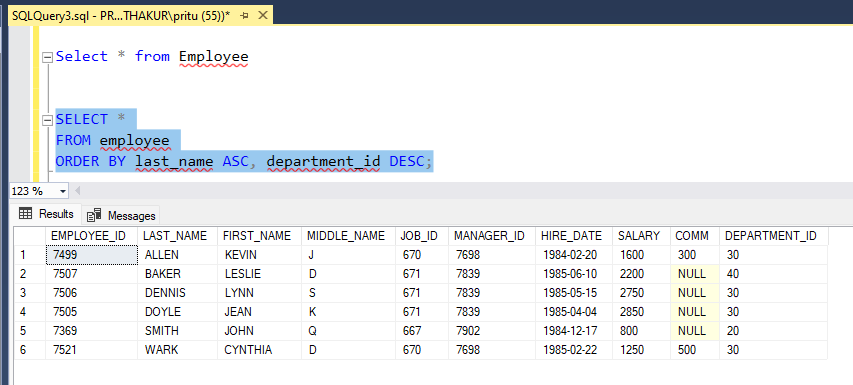 SQLQuery3.sql - PR...THAKUR\pritu (55))*
Select * from Employee
SELECT *
FROM employee
ORDER BY last_name ASC, department_id DESC;
123 %
Results Messages
EMPLOYEE_ID LAST_NAME FIRST_NAME MIDDLE_NAME JOB_ID MANAGER_ID HIRE_DATE SALARY COMM DEPARTMENT_ID
1 7499 ALLEN KEVIN J 670 7698 1984-02-20 1600 300 30
2 7507 BAKER LESLIE D 671 7839 1985-06-10 2200 NULL 40
3 7506 DENNIS LYNN S 671 7839 1985-05-15 2750 NULL 30
4 7505 DOYLE JEAN K 671 7839 1985-04-04 2850 NULL 30
5 7369 SMITH JOHN Q 667 7902 1984-12-17 800 NULL 20
6 7521 WARK CYNTHIA D 670 7698 1985-02-22 1250 500 30